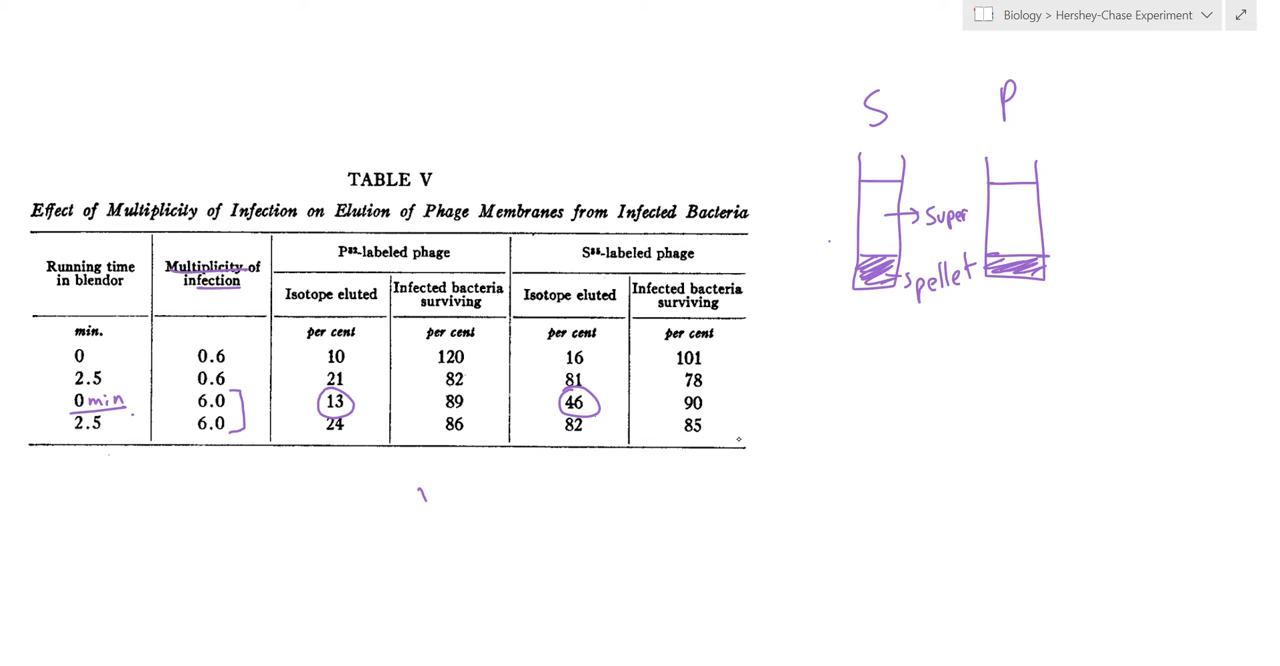 Biology > Hershey-Chase Experiment
S P
TABLE V
Effect of Multiplicity of Infection on Elution of Phage Membranes from Infected Bacteria
Running time in blendor
Multiplicity of infection
P³²-labeled phage
S³⁵-labeled phage
Isotope eluted
Infected bacteria surviving
Isotope eluted
Infected bacteria surviving
min. per cent per cent per cent per cent
0 0.6 10 120 16 101
2.5 0.6 21 82 81 78
0 min 6.0 13 89 46 90
2.5 6.0 24 86 82 85
Super
pellet